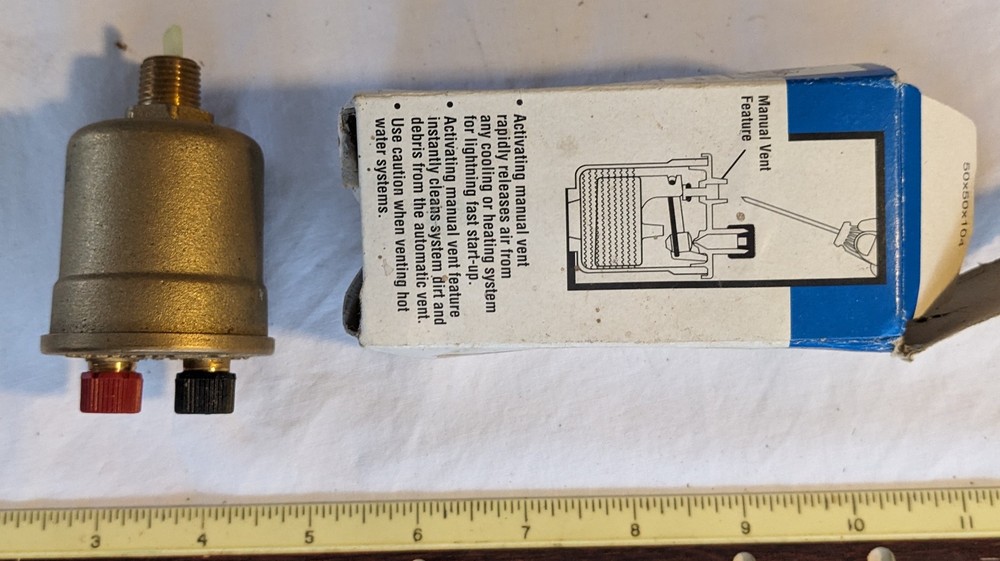 Manual Vent
Feature
• Activating manual vent
rapidly releases air from
any cooling or heating system
for lightning fast start-up.
• Activating manual vent feature
instantly cleans system dirt and
debris from the automatic vent.
• Use caution when venting hot
water systems.
50x50x104
3 4 5 6 7 8 9 10 11